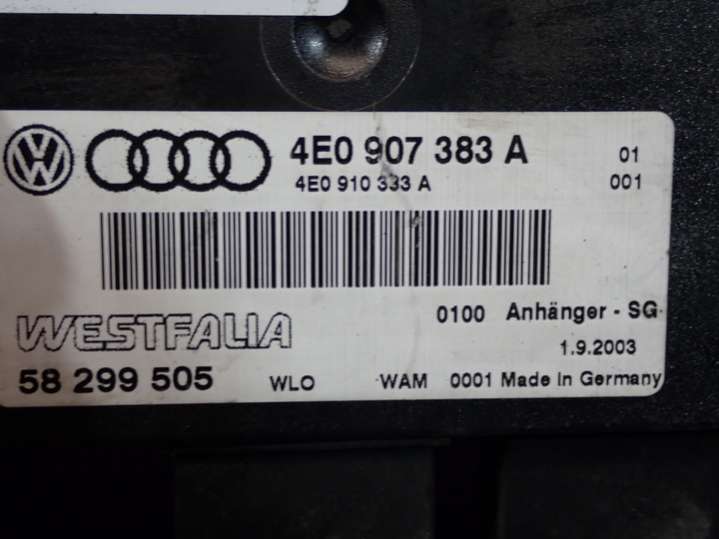 VW 4E0 907 383 A 01
4E0 910 333 A 001
WESTFALIA 0100 Anhänger - SG
1.9.2003
58 299 505 WLO WAM 0001 Made in Germany